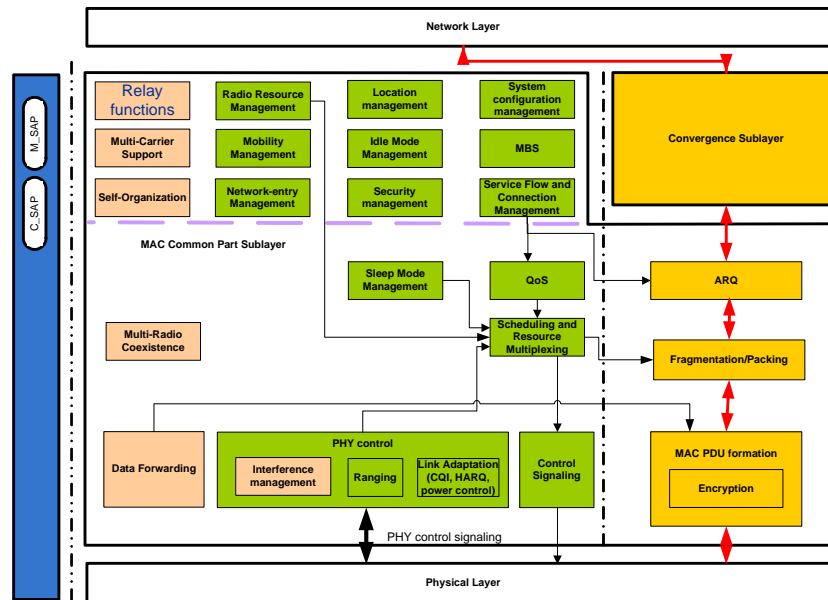 Network Layer
M_SAP
C_SAP
Relay
functions
Radio Resource
Management
Location
management
System
configuration
management
Convergence Sublayer
Multi-Carrier
Support
Mobility
Management
Idle Mode
Management
MBS
Self-Organization
Network-entry
Management
Security
management
Service Flow and
Connection
Management
MAC Common Part Sublayer
Sleep Mode
Management
QoS
ARQ
Multi-Radio
Coexistence
Scheduling and
Resource
Multiplexing
Fragmentation/Packing
Data Forwarding
PHY control
Interference
management
Ranging
Link Adaptation
(CQI, HARQ,
power control)
Control
Signaling
MAC PDU formation
Encryption
PHY control signaling
Physical Layer